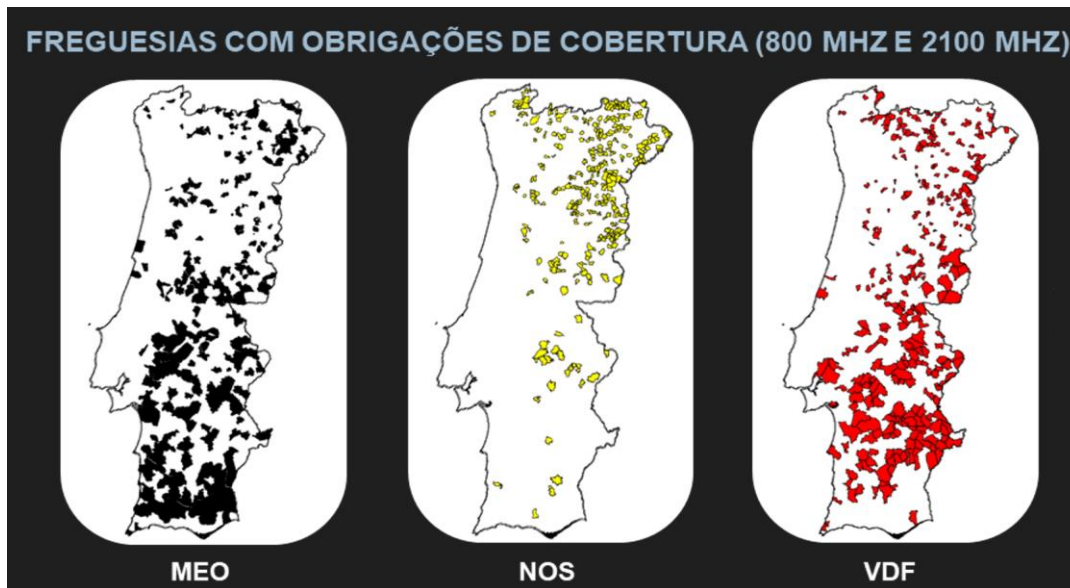 FREGUESIAS COM OBRIGAÇÕES DE COBERTURA (800 MHZ E 2100 MHZ)
MEO
NOS
VDF